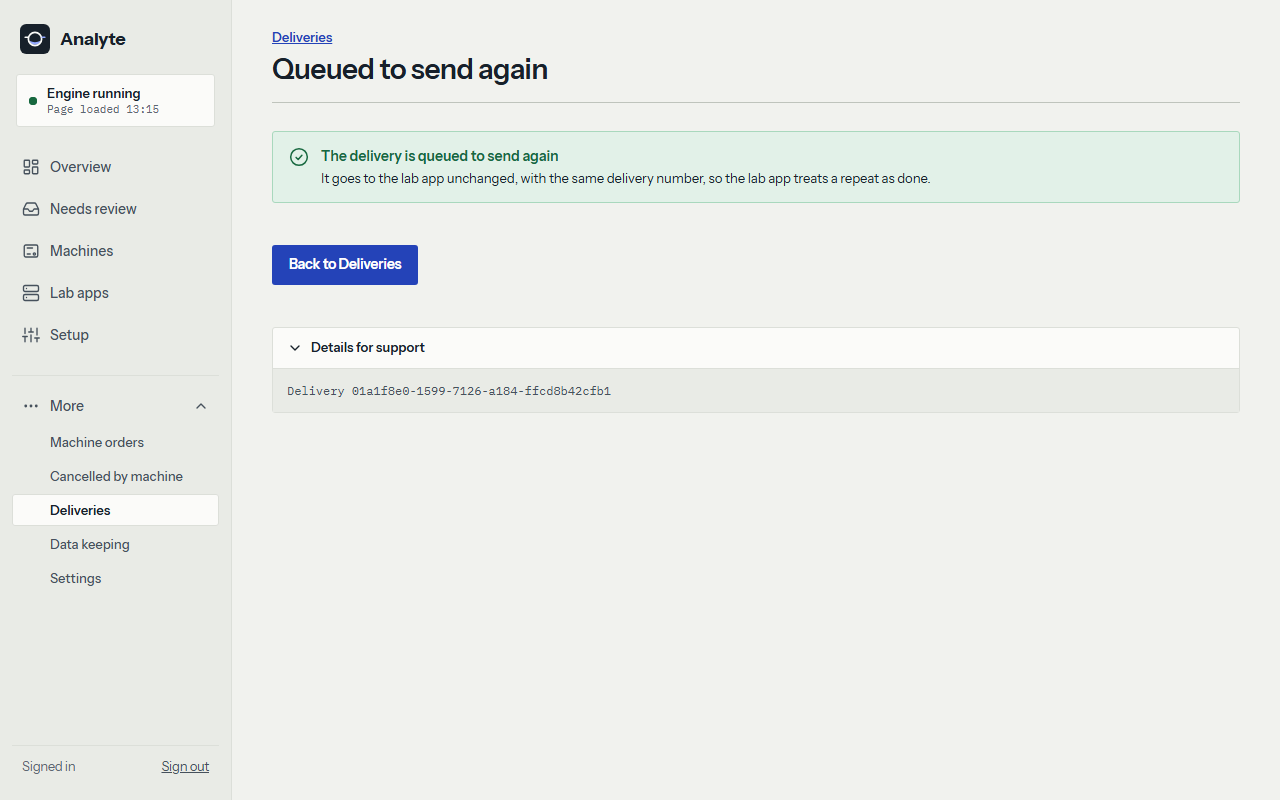 Analyte
Engine running
Page loaded 13:15
Overview
Needs review
Machines
Lab apps
Setup
More
Machine orders
Cancelled by machine
Deliveries
Data keeping
Settings
Signed in
Sign out
Deliveries
Queued to send again
The delivery is queued to send again
It goes to the lab app unchanged, with the same delivery number, so the lab app treats a repeat as done.
Back to Deliveries
Details for support
Delivery 01a1f8e0-1599-7126-a184-ffcd8b42cfb1